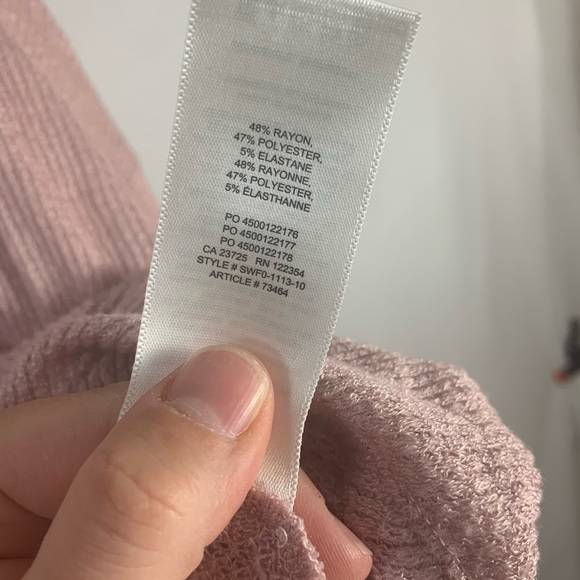 48% RAYON,
47% POLYESTER,
5% ELASTANE
48% RAYONNE,
47% POLYESTER,
5% ÉLASTHANNE
PO 4500122176
PO 4500122177
PO 4500122178
CA 23725 RN 122354
STYLE # SWF0-1113-10
ARTICLE # 73464